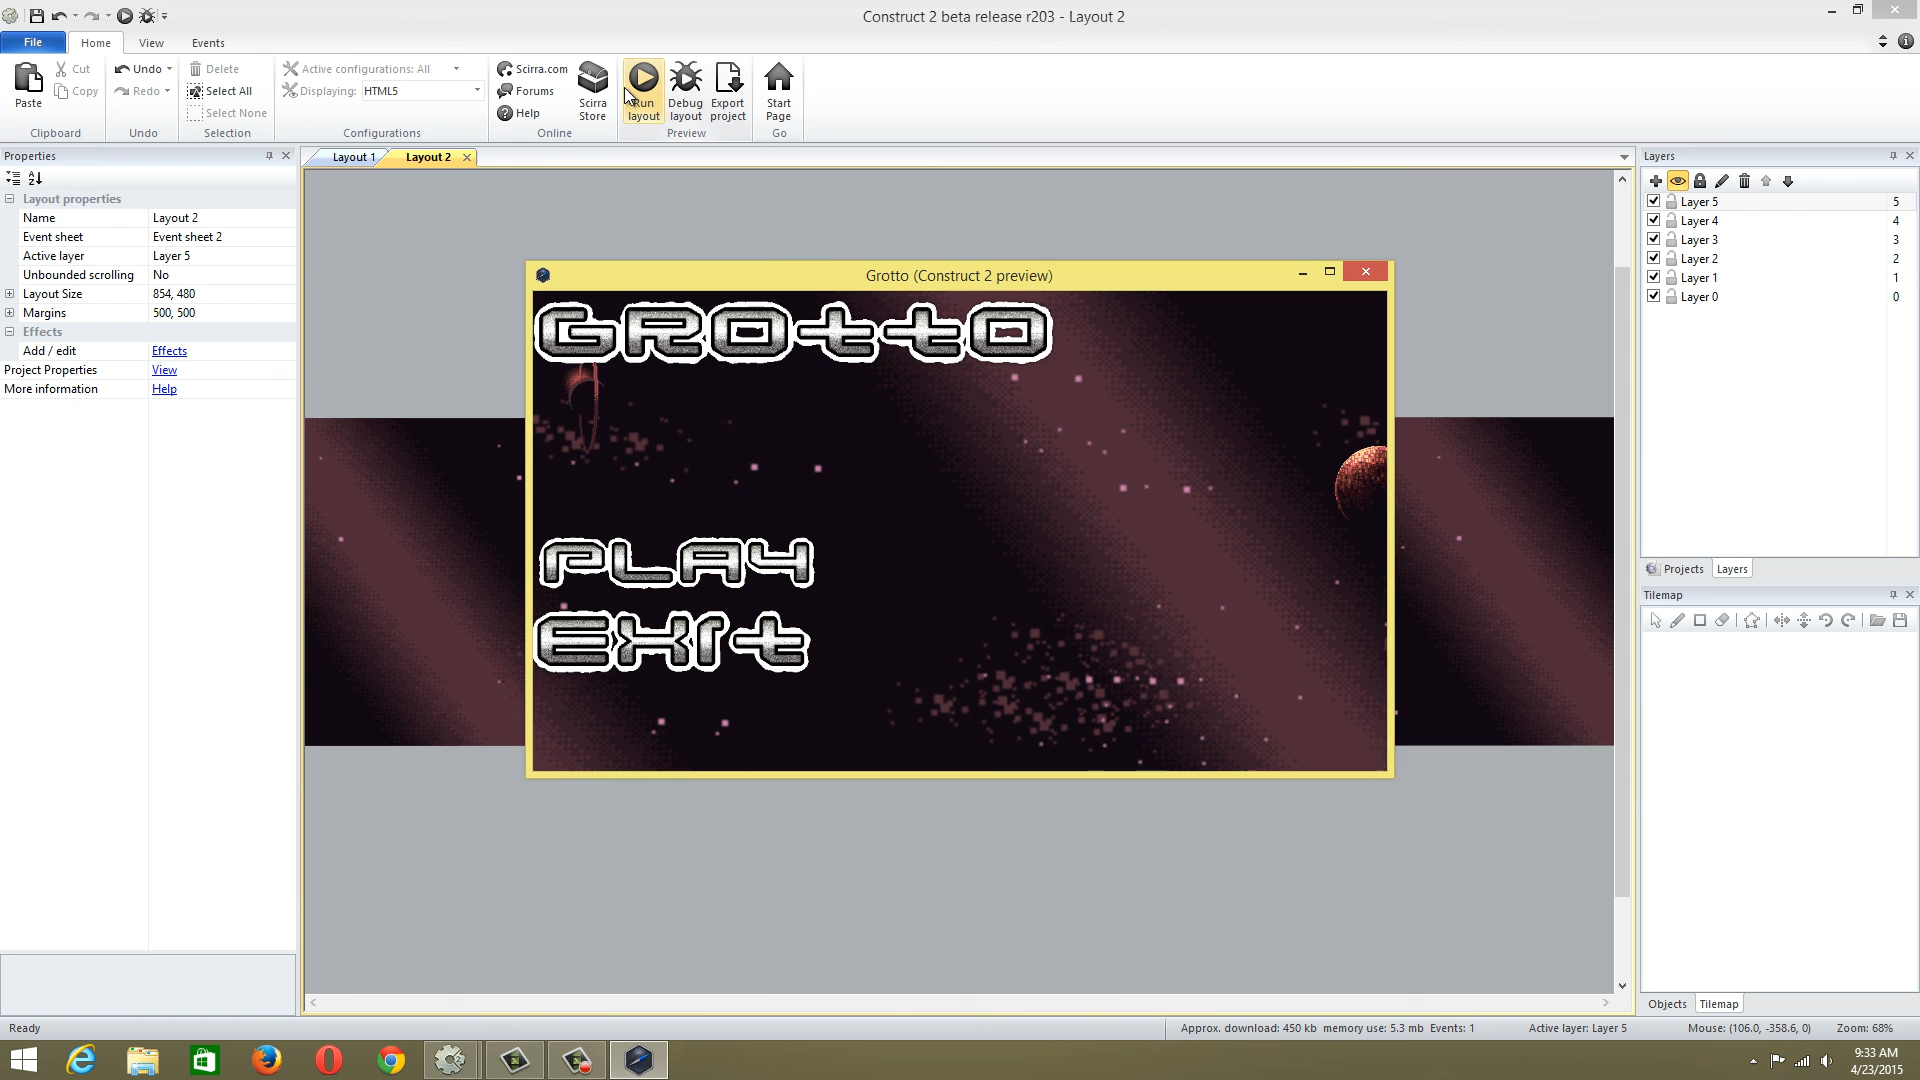 Construct 2 beta release r203 - Layout 2
File Home View Events
Paste
Cut
Copy
Clipboard
Undo
Redo
Undo
Delete
Select All
Select None
Selection
Active configurations: All
Displaying: HTML5
Configurations
Scirra.com
Forums
Help
Online
Scirra Store
Run layout
Debug layout
Export project
Preview
Start Page
Go
Properties
Layout properties
Name Layout 2
Event sheet Event sheet 2
Active layer Layer 5
Unbounded scrolling No
Layout Size 854, 480
Margins 500, 500
Effects
Add / edit Effects
Project Properties View
More information Help
Layout 1 Layout 2
Grotto (Construct 2 preview)
GROttO
PLAY
EXIt
Layers
Layer 5 5
Layer 4 4
Layer 3 3
Layer 2 2
Layer 1 1
Layer 0 0
Projects Layers
Tilemap
Objects Tilemap
Ready
Approx. download: 450 kb memory use: 5.3 mb Events: 1 Active layer: Layer 5 Mouse: (106.0, -358.6, 0) Zoom: 68%
9:33 AM
4/23/2015